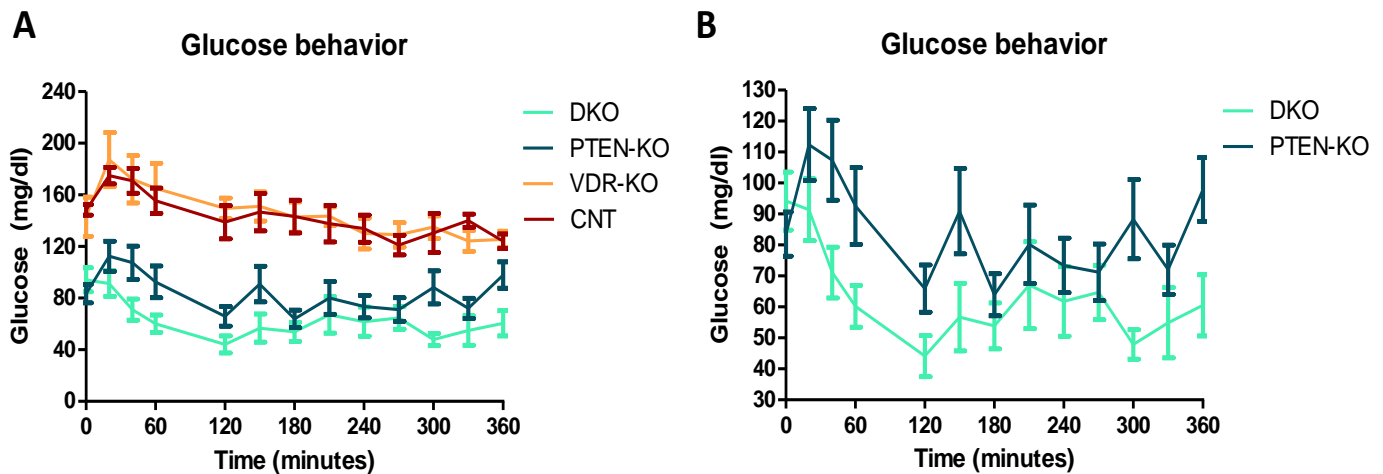 A
Glucose behavior
Glucose (mg/dl)
240
200
160
120
80
40
0
0 60 120 180 240 300 360
Time (minutes)
DKO
PTEN-KO
VDR-KO
CNT
B
Glucose behavior
Glucose (mg/dl)
130
120
110
100
90
80
70
60
50
40
30
0 60 120 180 240 300 360
Time (minutes)
DKO
PTEN-KO